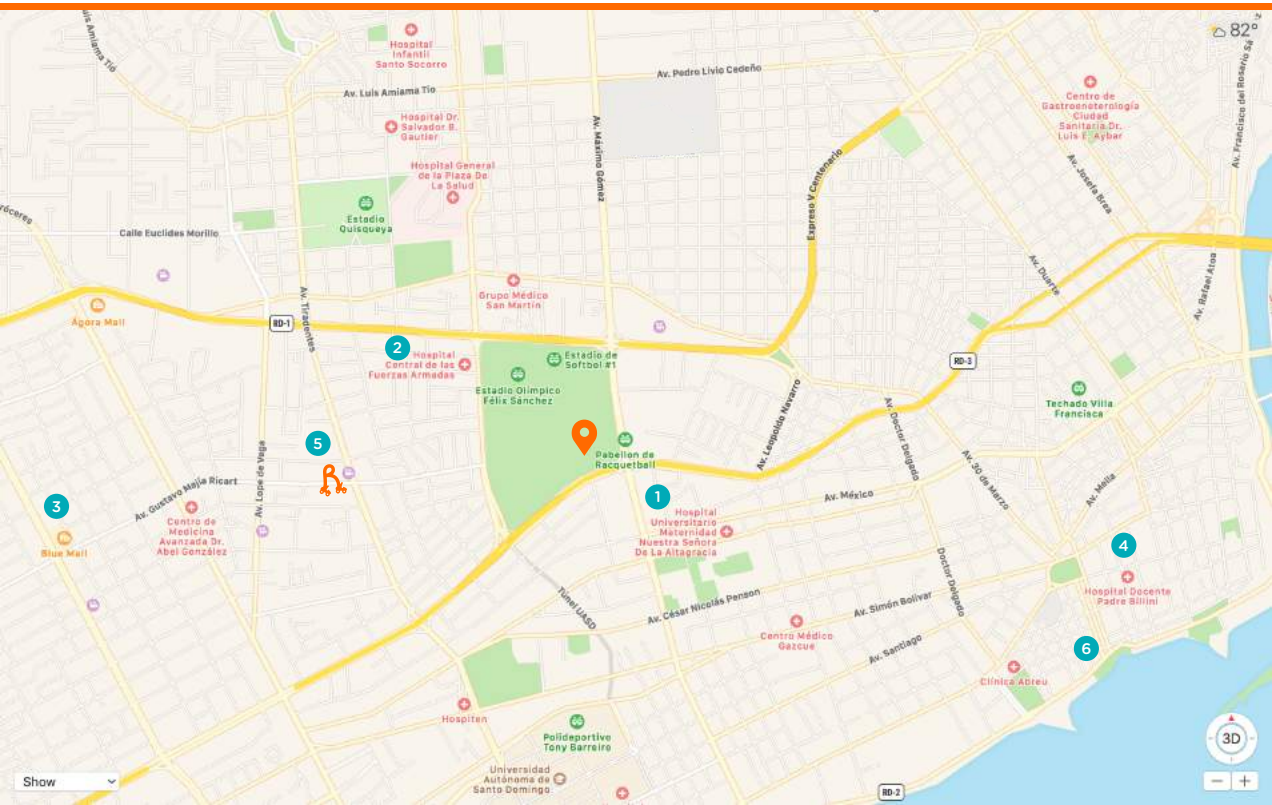 82°
Hospital
Infantil
Santo Socorro
Av. Pedro Livio Cedeño
Av. Luis Amiama Tio
Centro de
Gastroenterología
Ciudad
Sanitaria Dr.
Luis E. Aybar
Hospital Dr.
Salvador B.
Gautier
Av. Máximo Gómez
Av. Francisco del Rosario Sá
Hospital General
de la Plaza De
La Salud
Av. Josefa Brea
Expreso V Centenario
Estadio
Quisqueya
Calle Euclides Morillo
Av. Duarte
Av. Rafael Atoa
Av. Tiradentes
Grupo Médico
San Martín
Ágora Mall
RD-1
2
Hospital
Central de las
Fuerzas Armadas
Estadio de
Softbol #1
RD-3
Estadio Olímpico
Félix Sánchez
Techado Villa
Francisca
Av. Leopoldo Navarro
Av. Doctor Delgado
5
Pabellon de
Racquetball
Av. Lope de Vega
Av. Gustavo Majia Ricart
Av. 30 de Marzo
Av. Mella
1
Av. México
3
Centro de
Medicina
Avanzada Dr.
Abel González
Hospital
Universitario
Maternidad
Nuestra Señora
De La Altagracia
Blue Mall
4
Doctor Delgado
Hospital Docente
Padre Billini
Túnel UASD
Av. César Nicolás Penson
Av. Simón Bolívar
Centro Médico
Gazcue
Av. Santiago
6
Clínica Abreu
Hospiten
Polideportivo
Tony Barreiro
3D
Universidad
Autónoma de
Santo Domingo
Show
RD-2